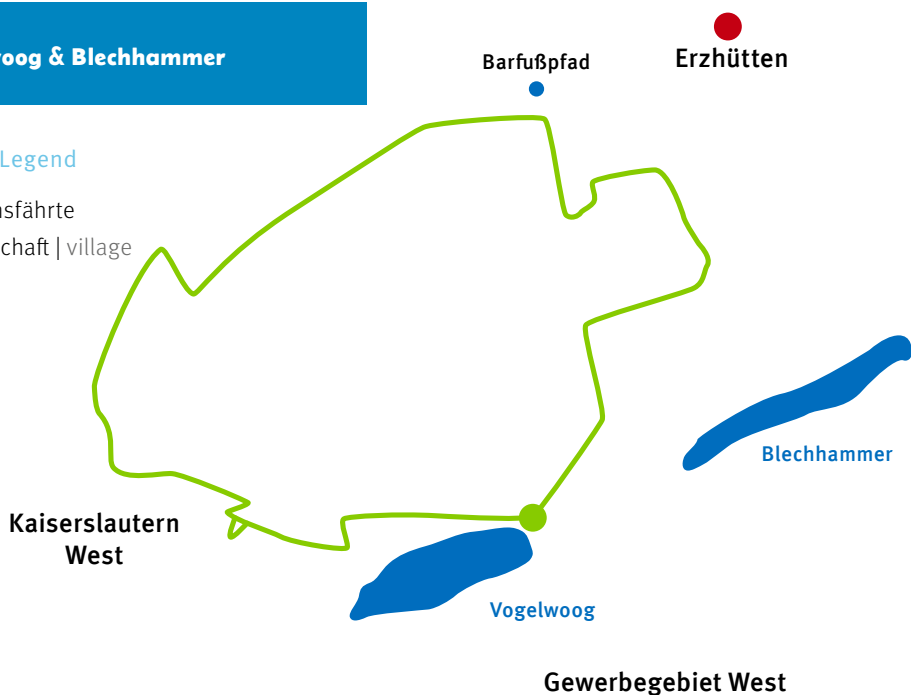 oog & Blechhammer
Barfußpfad
Erzhütten
Legend
sfährte
chaft | village
Blechhammer
Kaiserslautern
West
Vogelwoog
Gewerbegebiet West